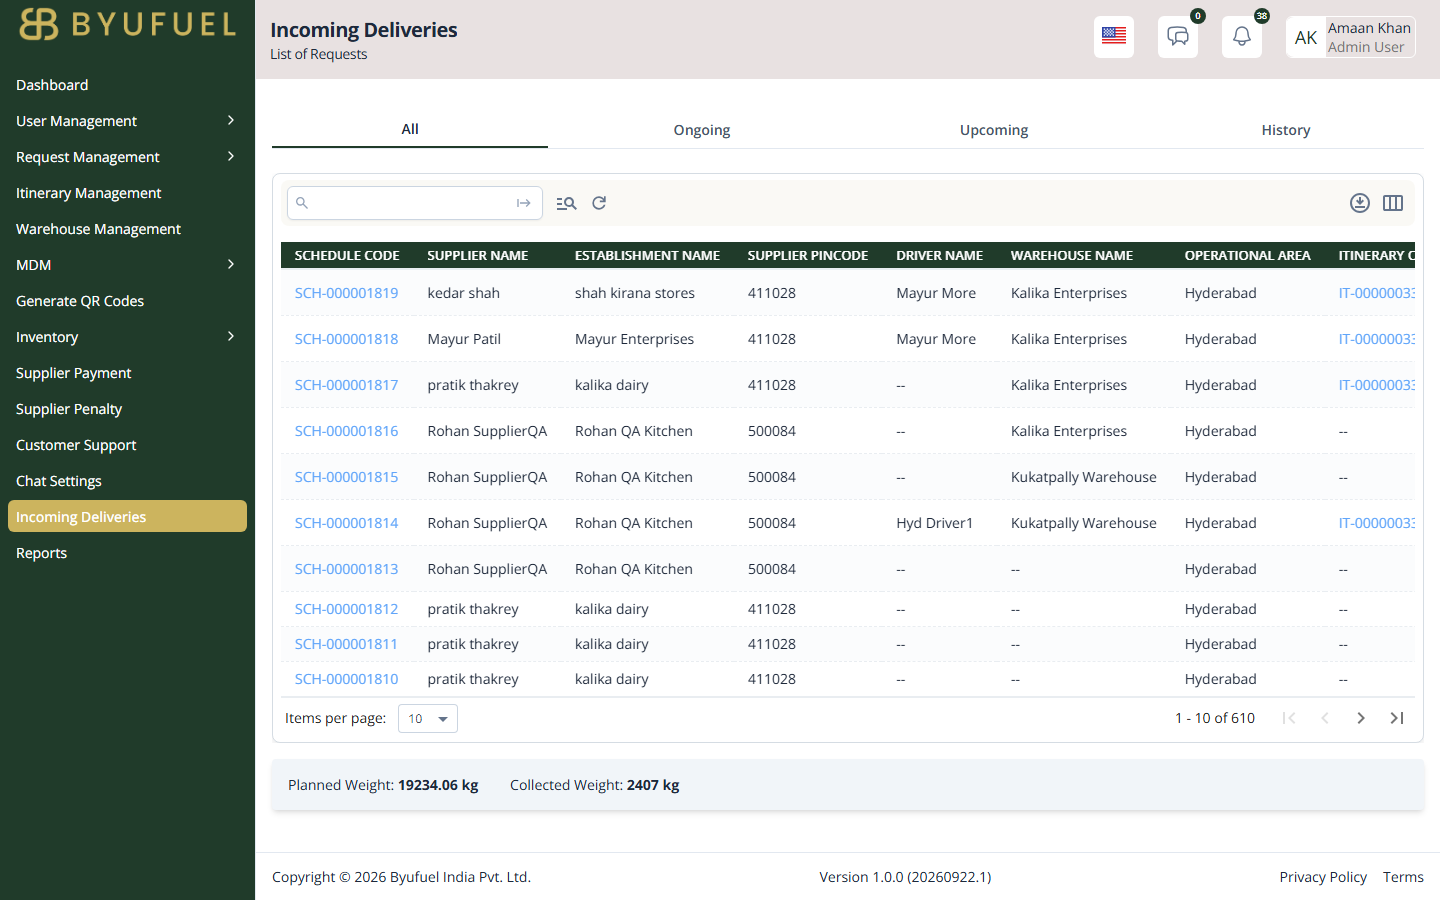 BYUFUEL
Dashboard
User Management
Request Management
Itinerary Management
Warehouse Management
MDM
Generate QR Codes
Inventory
Supplier Payment
Supplier Penalty
Customer Support
Chat Settings
Incoming Deliveries
Reports
Incoming Deliveries
List of Requests
0
38
AK
Amaan Khan
Admin User
All Ongoing Upcoming History
SCHEDULE CODE SUPPLIER NAME ESTABLISHMENT NAME SUPPLIER PINCODE DRIVER NAME WAREHOUSE NAME OPERATIONAL AREA ITINERARY C
SCH-000001819 kedar shah shah kirana stores 411028 Mayur More Kalika Enterprises Hyderabad IT-00000033
SCH-000001818 Mayur Patil Mayur Enterprises 411028 Mayur More Kalika Enterprises Hyderabad IT-00000033
SCH-000001817 pratik thakrey kalika dairy 411028 -- Kalika Enterprises Hyderabad IT-00000033
SCH-000001816 Rohan SupplierQA Rohan QA Kitchen 500084 -- Kalika Enterprises Hyderabad --
SCH-000001815 Rohan SupplierQA Rohan QA Kitchen 500084 -- Kukatpally Warehouse Hyderabad --
SCH-000001814 Rohan SupplierQA Rohan QA Kitchen 500084 Hyd Driver1 Kukatpally Warehouse Hyderabad IT-00000033
SCH-000001813 Rohan SupplierQA Rohan QA Kitchen 500084 -- -- Hyderabad --
SCH-000001812 pratik thakrey kalika dairy 411028 -- -- Hyderabad --
SCH-000001811 pratik thakrey kalika dairy 411028 -- -- Hyderabad --
SCH-000001810 pratik thakrey kalika dairy 411028 -- -- Hyderabad --
Items per page: 10 1 - 10 of 610
Planned Weight: 19234.06 kg Collected Weight: 2407 kg
Copyright © 2026 Byufuel India Pvt. Ltd. Version 1.0.0 (20260922.1) Privacy Policy Terms